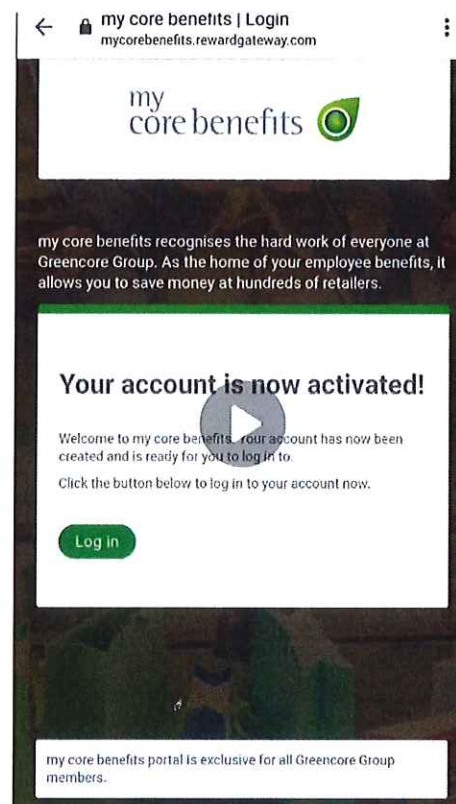 my core benefits | Login
mycorebenefits.rewardgateway.com
my
core benefits
my core benefits recognises the hard work of everyone at
Greencore Group. As the home of your employee benefits, it
allows you to save money at hundreds of retailers.
Your account is now activated!
Welcome to my core benefits. Your account has now been
created and is ready for you to log in to.
Click the button below to log in to your account now.
Log in
my core benefits portal is exclusive for all Greencore Group
members.